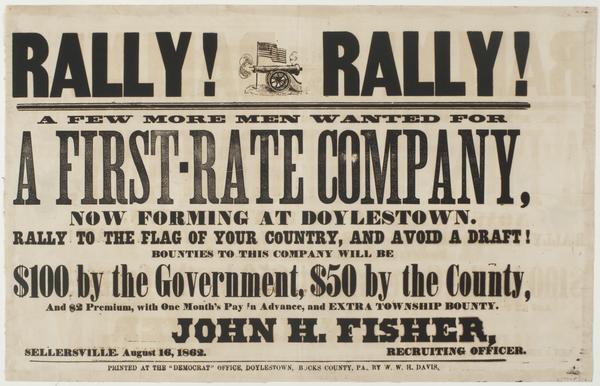 RALLY! RALLY!
A FEW MORE MEN WANTED FOR
A FIRST-RATE COMPANY,
NOW FORMING AT DOYLESTOWN.
RALLY TO THE FLAG OF YOUR COUNTRY, AND AVOID A DRAFT!
BOUNTIES TO THIS COMPANY WILL BE
$100 by the Government, $50 by the County,
And $2 Premium, with One Month's Pay in Advance, and EXTRA TOWNSHIP BOUNTY.
JOHN H. FISHER,
SELLERSVILLE. August 16, 1862. RECRUITING OFFICER.
PRINTED AT THE "DEMOCRAT" OFFICE, DOYLESTOWN, BUCKS COUNTY, PA., BY W. W. H. DAVIS.